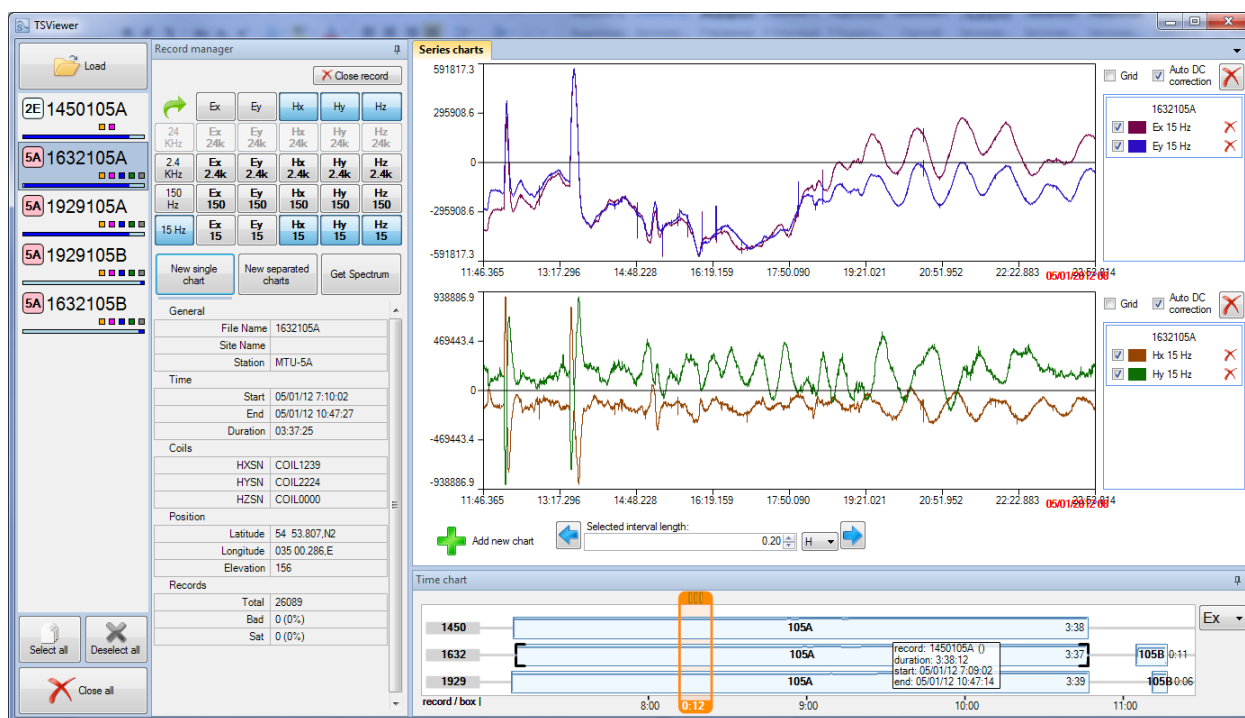 TSViewer
Load
2E 1450105A
5A 1632105A
5A 1929105A
5A 1929105B
5A 1632105B
Select all
Deselect all
Close all
Record manager
Close record
Ex Ey Hx Hy Hz
24 KHz Ex 24k Ey 24k Hx 24k Hy 24k Hz 24k
2.4 KHz Ex 2.4k Ey 2.4k Hx 2.4k Hy 2.4k Hz 2.4k
150 Hz Ex 150 Ey 150 Hx 150 Hy 150 Hz 150
15 Hz Ex 15 Ey 15 Hx 15 Hy 15 Hz 15
New single chart
New separated charts
Get Spectrum
General
File Name 1632105A
Site Name
Station MTU-5A
Time
Start 05/01/12 7:10:02
End 05/01/12 10:47:27
Duration 03:37:25
Coils
HXSN COIL1239
HYSN COIL2224
HZSN COIL0000
Position
Latitude 54 53.807,N2
Longitude 035 00.286,E
Elevation 156
Records
Total 26089
Bad 0 (0%)
Sat 0 (0%)
Series charts
591817.3
295908.6
0
-295908.6
-591817.3
11:46.365 13:17.296 14:48.228 16:19.159 17:50.090 19:21.021 20:51.952 22:22.883
Grid
Auto DC correction
1632105A
Ex 15 Hz
Ey 15 Hz
938886.9
469443.4
0
-469443.4
-938886.9
11:46.365 13:17.296 14:48.228 16:19.159 17:50.090 19:21.021 20:51.952 22:22.883
Grid
Auto DC correction
1632105A
Hx 15 Hz
Hy 15 Hz
Add new chart
Selected interval length:
0.20 H
Time chart
Ex
1450 105A 3:38
1632 105A 3:37 105B 0:11
1929 105A 3:39 105B 0:06
record: 1450105A ()
duration: 3:38:12
start: 05/01/12 7:09:02
end: 05/01/12 10:47:14
record / box |
8:00 0:12 9:00 10:00 11:00